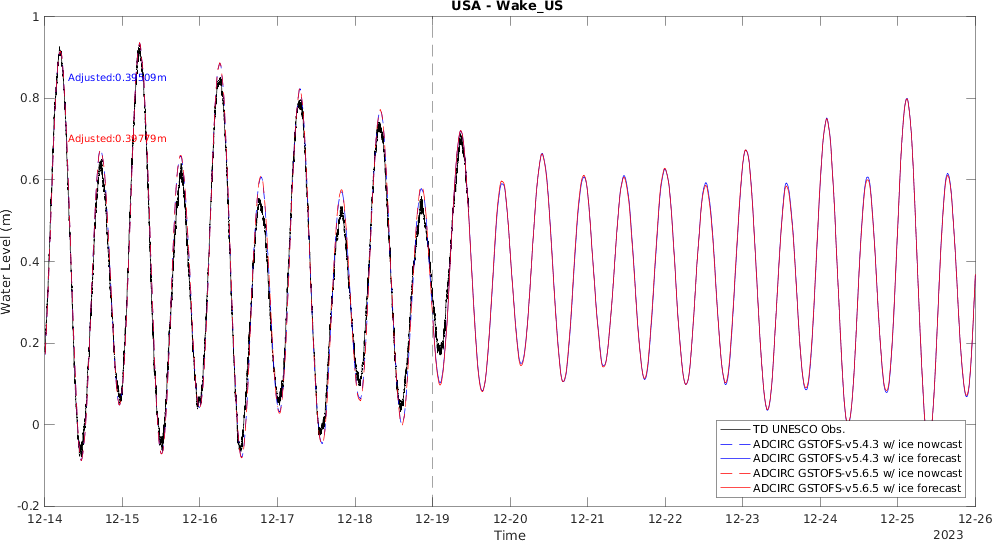 USA - Wake_US
1
0.8
0.6
0.4
0.2
0
-0.2
Water Level (m)
Adjusted:0.39509m
Adjusted:0.39779m
TD UNESCO Obs.
ADCIRC GSTOFS-v5.4.3 w/ ice nowcast
ADCIRC GSTOFS-v5.4.3 w/ ice forecast
ADCIRC GSTOFS-v5.6.5 w/ ice nowcast
ADCIRC GSTOFS-v5.6.5 w/ ice forecast
12-14 12-15 12-16 12-17 12-18 12-19 12-20 12-21 12-22 12-23 12-24 12-25 12-26
Time
2023